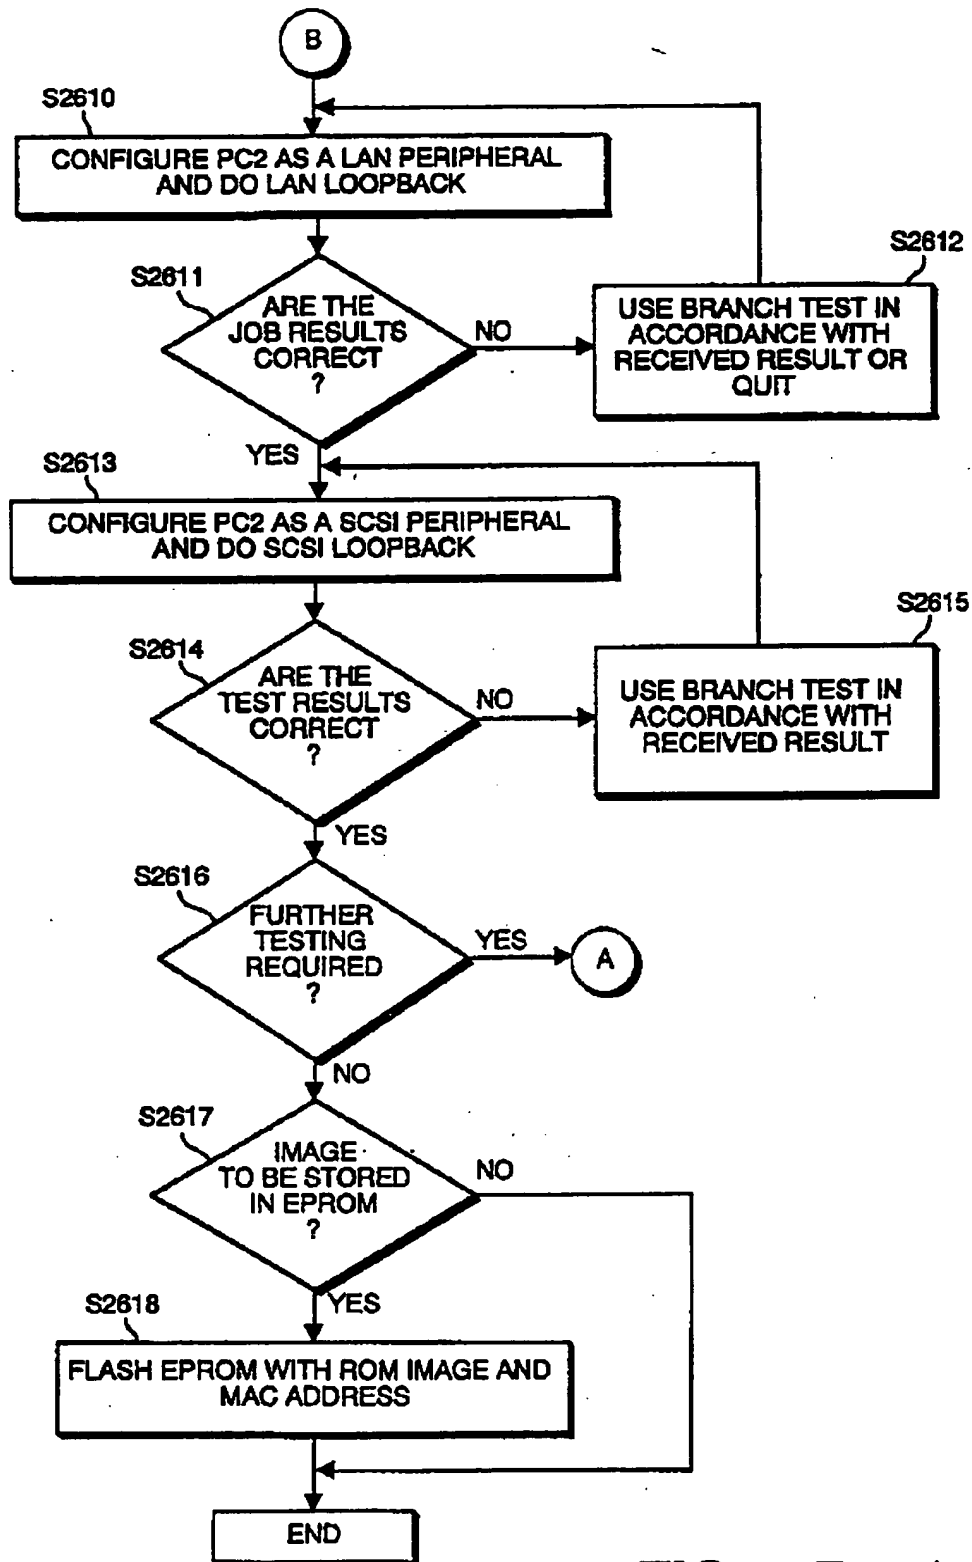 B
S2610
CONFIGURE PC2 AS A LAN PERIPHERAL
AND DO LAN LOOPBACK
S2611
ARE THE
JOB RESULTS
CORRECT
?
NO
S2612
USE BRANCH TEST IN
ACCORDANCE WITH
RECEIVED RESULT OR
QUIT
YES
S2613
CONFIGURE PC2 AS A SCSI PERIPHERAL
AND DO SCSI LOOPBACK
S2614
ARE THE
TEST RESULTS
CORRECT
?
NO
S2615
USE BRANCH TEST IN
ACCORDANCE WITH
RECEIVED RESULT
YES
S2616
FURTHER
TESTING
REQUIRED
?
YES
A
NO
S2617
IMAGE
TO BE STORED
IN EPROM
?
NO
YES
S2618
FLASH EPROM WITH ROM IMAGE AND
MAC ADDRESS
END